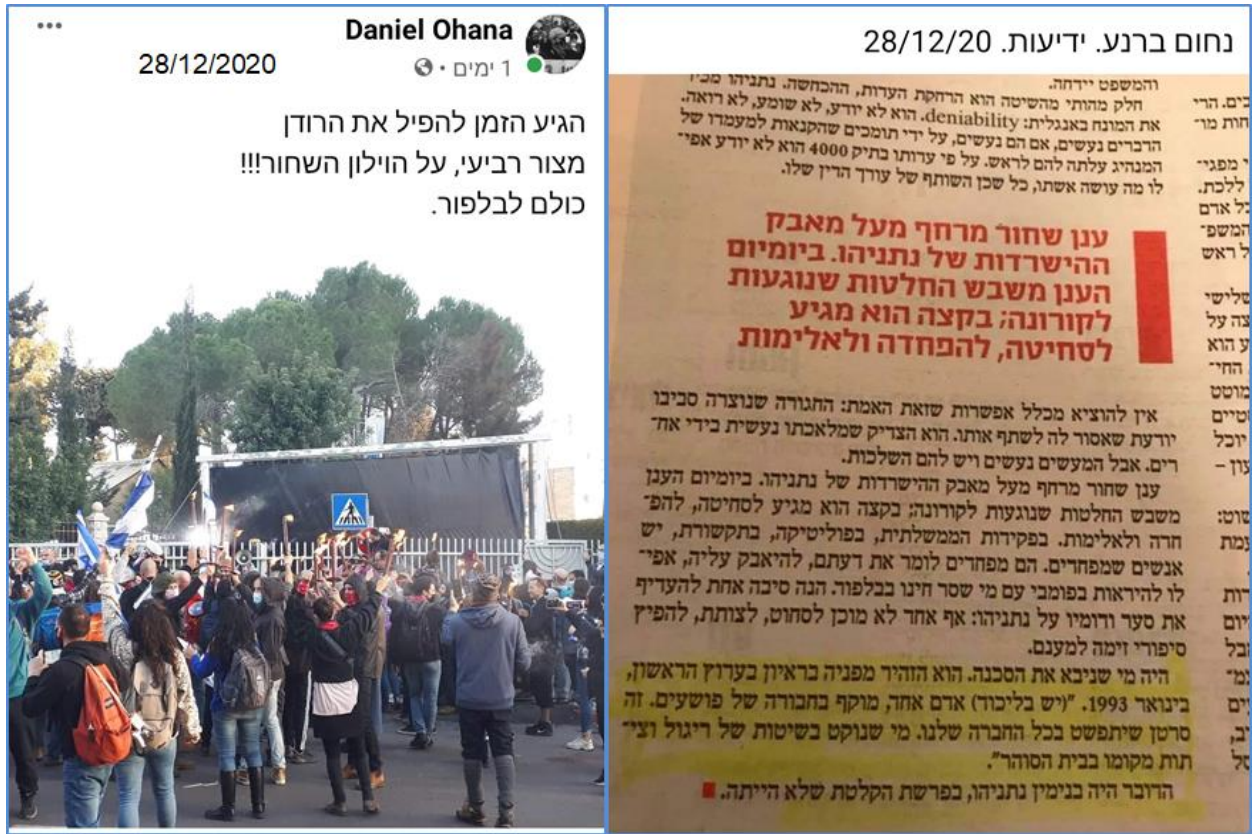 Daniel Ohana
1 ימים
28/12/2020
הגיע הזמן להפיל את הרודן
מצור רביעי, על הוילון השחור!!!
כולם לבלפור.
נחום ברנע. ידיעות. 28/12/20
והמשפט יידחה.
חלק מהותי מהשיטה הוא הרחקת העדות, ההכחשה. נתניהו מכיר
את המונח באנגלית: deniability. הוא לא יודע, לא שומע, לא רואה.
הדברים נעשים, אם הם נעשים, על ידי תומכים שהקנאות למעמדו של
המנהיג עלתה להם לראש. על פי עדותו בתיק 4000 הוא לא יודע אפי־
לו מה עושה אשתו, כל שכן השותף של עורך הדין שלו.
ענן שחור מרחף מעל מאבק
ההישרדות של נתניהו. ביומיום
הענן משבש החלטות שנוגעות
לקורונה; בקצה הוא מגיע
לסחיטה, להפחדה ולאלימות
אין להוציא מכלל אפשרות שזאת האמת: החגורה שנוצרה סביבו
יודעת שאסור לה לשתף אותו. הוא הצדיק שמלאכתו נעשית בידי אח־
רים. אבל המעשים נעשים ויש להם השלכות.
ענן שחור מרחף מעל מאבק ההישרדות של נתניהו. ביומיום הענן
משבש החלטות שנוגעות לקורונה; בקצה הוא מגיע לסחיטה, להפ־
חדה ולאלימות. בפקידות הממשלתית, בפוליטיקה, בתקשורת, יש
אנשים שמפחדים. הם מפחדים לומר את דעתם, להיאבק עליה, אפי־
לו להיראות בפומבי עם מי שסר חינו בבלפור. הנה סיבה אחת להעדיף
את סער ודומיו על נתניהו: אף אחד לא מוכן לסחוט, לצותת, להפיץ
סיפורי זימה למענם.
היה מי שניבא את הסכנה. הוא הזהיר מפניה בראיון בערוץ הראשון,
בינואר 1993. "(יש בליכוד) אדם אחד, מוקף בחבורה של פושעים. זה
סרטן שיתפשט בכל החברה שלנו. מי שנוקט בשיטות של ריגול וצי־
תות מקומו בבית הסוהר".
הדובר היה בנימין נתניהו, בפרשת הקלטת שלא הייתה.